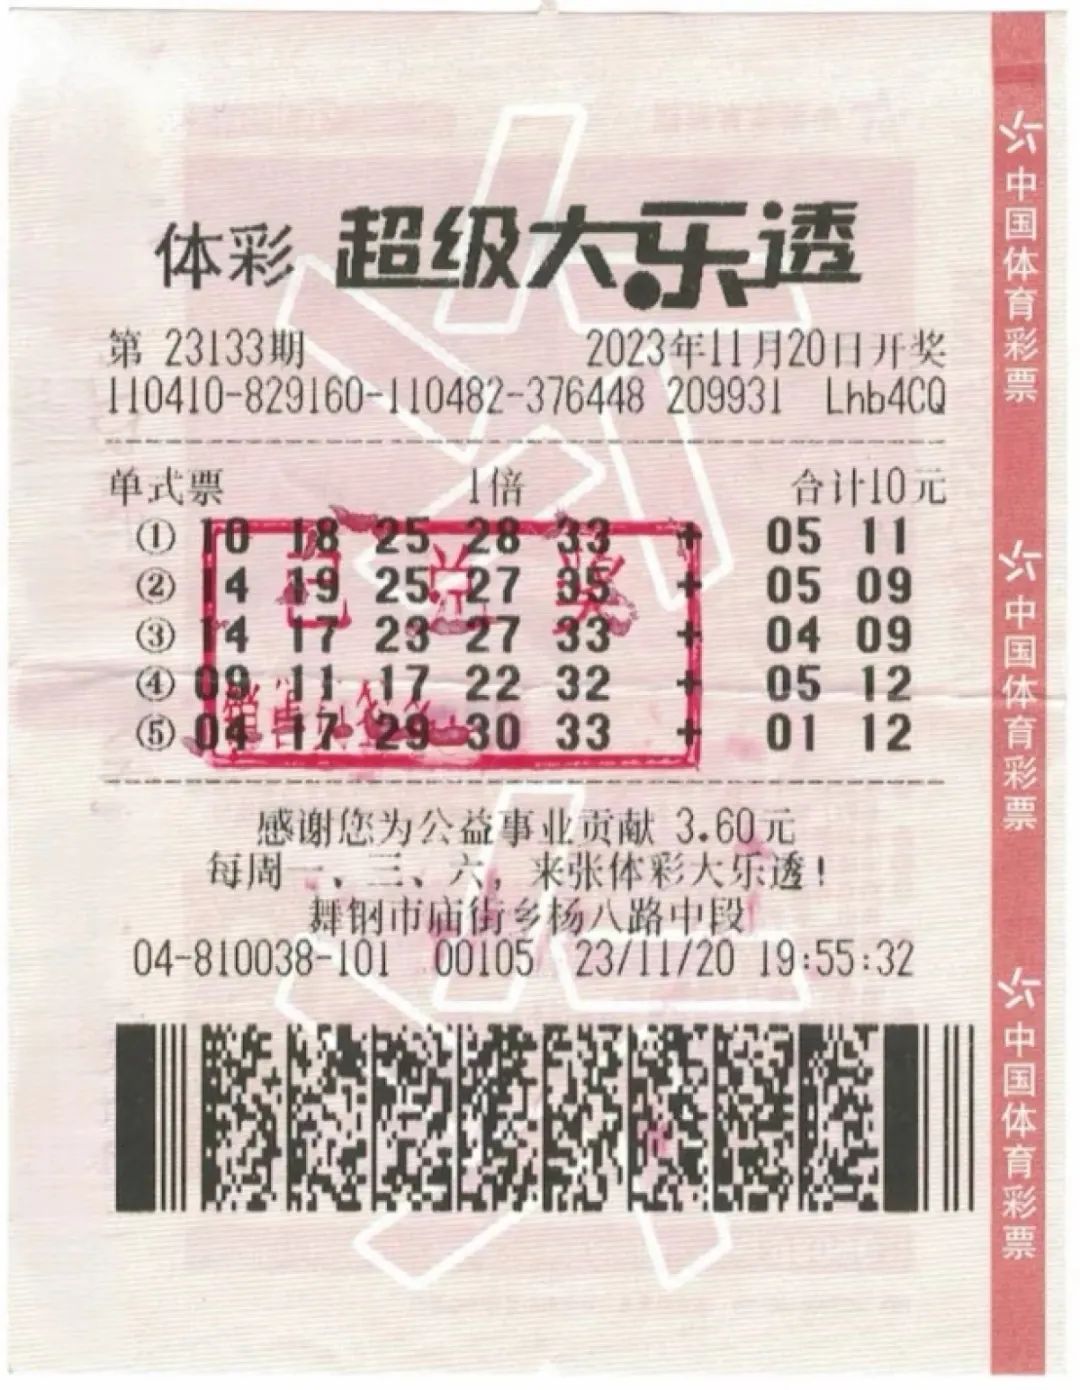 体彩 超级大乐透
第 23133期 2023年11月20日开奖
110410-829160-110482-376448 209931 Lhb4CQ
单式票 1倍 合计10元
① 10 18 25 28 33 + 05 11
② 14 19 25 27 35 + 05 09
③ 14 17 23 27 33 + 04 09
④ 09 11 17 22 32 + 05 12
⑤ 04 17 29 30 33 + 01 12
已兑奖
感谢您为公益事业贡献 3.60元
每周一、三、六，来张体彩大乐透！
舞钢市庙街乡杨八路中段
04-810038-101 00105 23/11/20 19:55:32
中国体育彩票
中国体育彩票
中国体育彩票